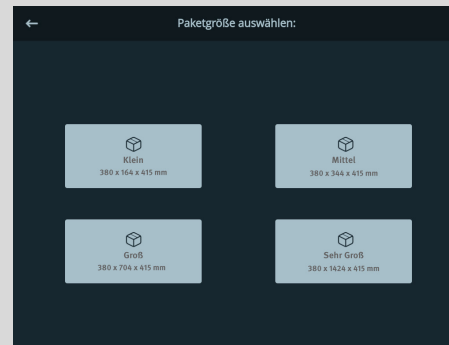 Paketgröße auswählen:
Klein
380 x 164 x 415 mm
Mittel
380 x 344 x 415 mm
Groß
380 x 704 x 415 mm
Sehr Groß
380 x 1424 x 415 mm